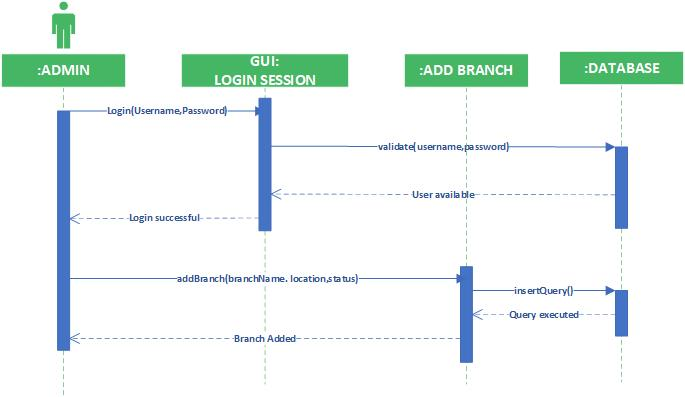 :ADMIN
GUI:
LOGIN SESSION
:ADD BRANCH
:DATABASE
Login(Username,Password)
validate(username,password)
User available
Login successful
addBranch(branchName. location,status)
insertQuery()
Query executed
Branch Added